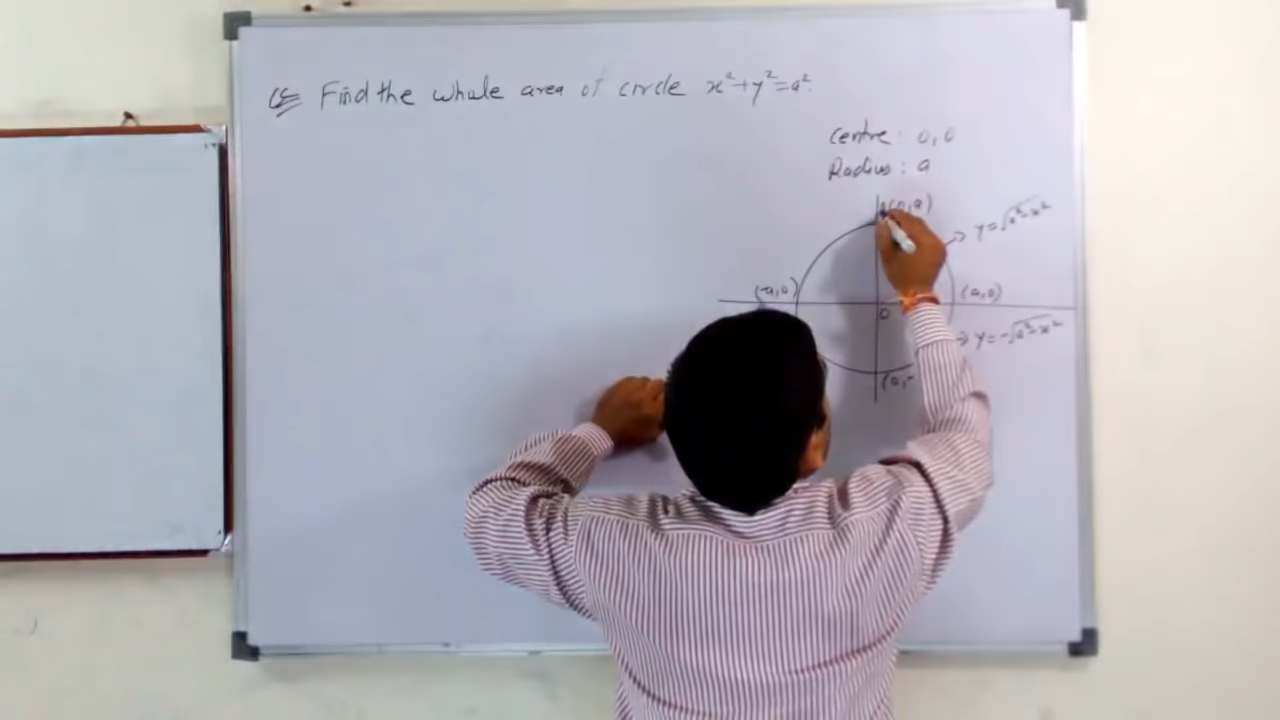 Q Find the whole area of circle x²+y²=a².
Centre: 0,0
Radius: a
(0,a)
→ y=√a²-x²
(-a,0)
(a,0)
0
→ y=-√a²-x²
(0,-